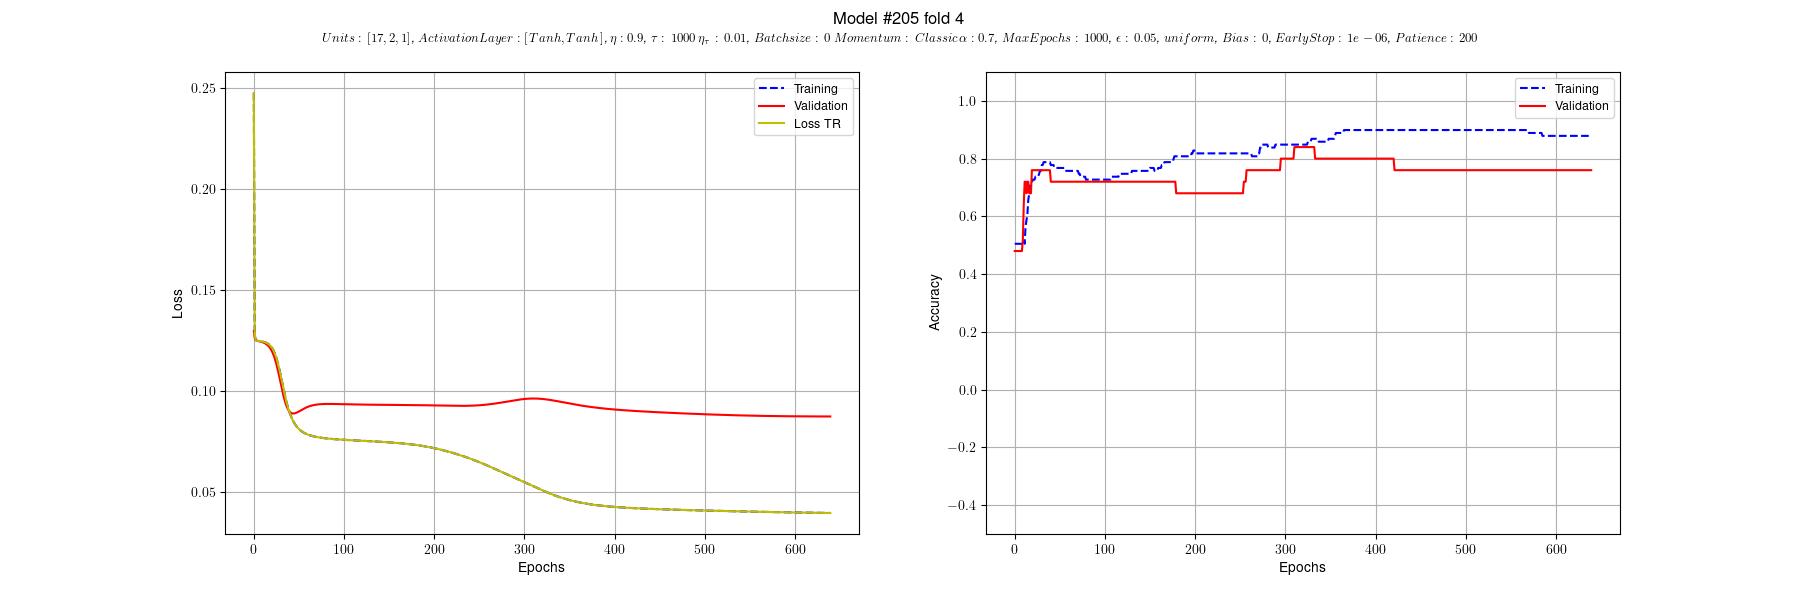 Model #205 fold 4
Units : [17, 2, 1], ActivationLayer : [Tanh, Tanh], η : 0.9, τ : 1000 ητ : 0.01, Batchsize : 0 Momentum : Classicα : 0.7, MaxEpochs : 1000, ϵ : 0.05, uniform, Bias : 0, EarlyStop : 1e − 06, Patience : 200
Training
Validation
Loss TR
0.25
0.20
0.15
0.10
0.05
Loss
0 100 200 300 400 500 600
Epochs
Training
Validation
1.0
0.8
0.6
0.4
0.2
0.0
−0.2
−0.4
Accuracy
0 100 200 300 400 500 600
Epochs